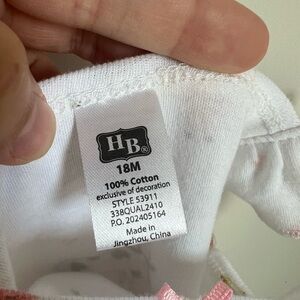 HB®
18M
100% Cotton
exclusive of decoration
STYLE 53911
338QUAL2410
P.O. 202405164
Made in
Jingzhou, China